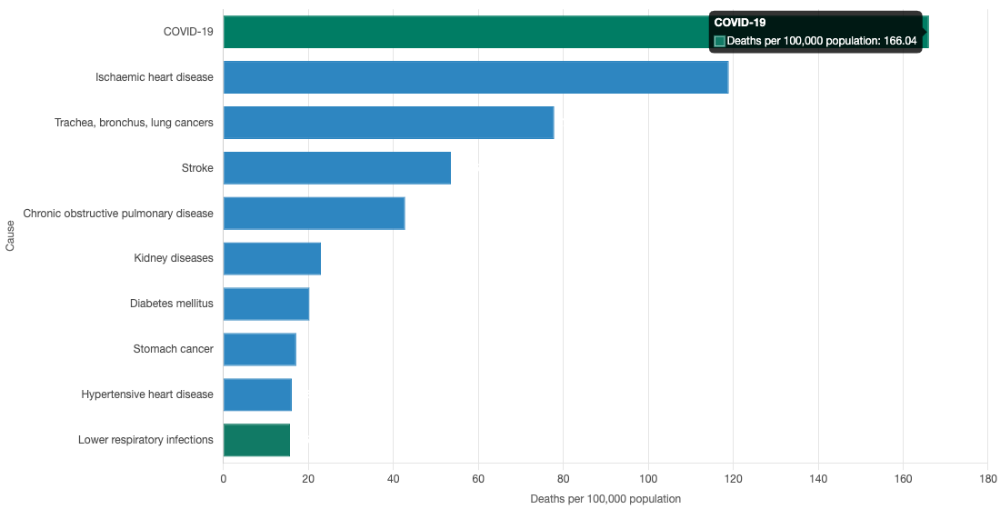 COVID-19
COVID-19
Deaths per 100,000 population: 166.04
Ischaemic heart disease
Trachea, bronchus, lung cancers
Stroke
Chronic obstructive pulmonary disease
Cause
Kidney diseases
Diabetes mellitus
Stomach cancer
Hypertensive heart disease
Lower respiratory infections
0 20 40 60 80 100 120 140 160 180
Deaths per 100,000 population